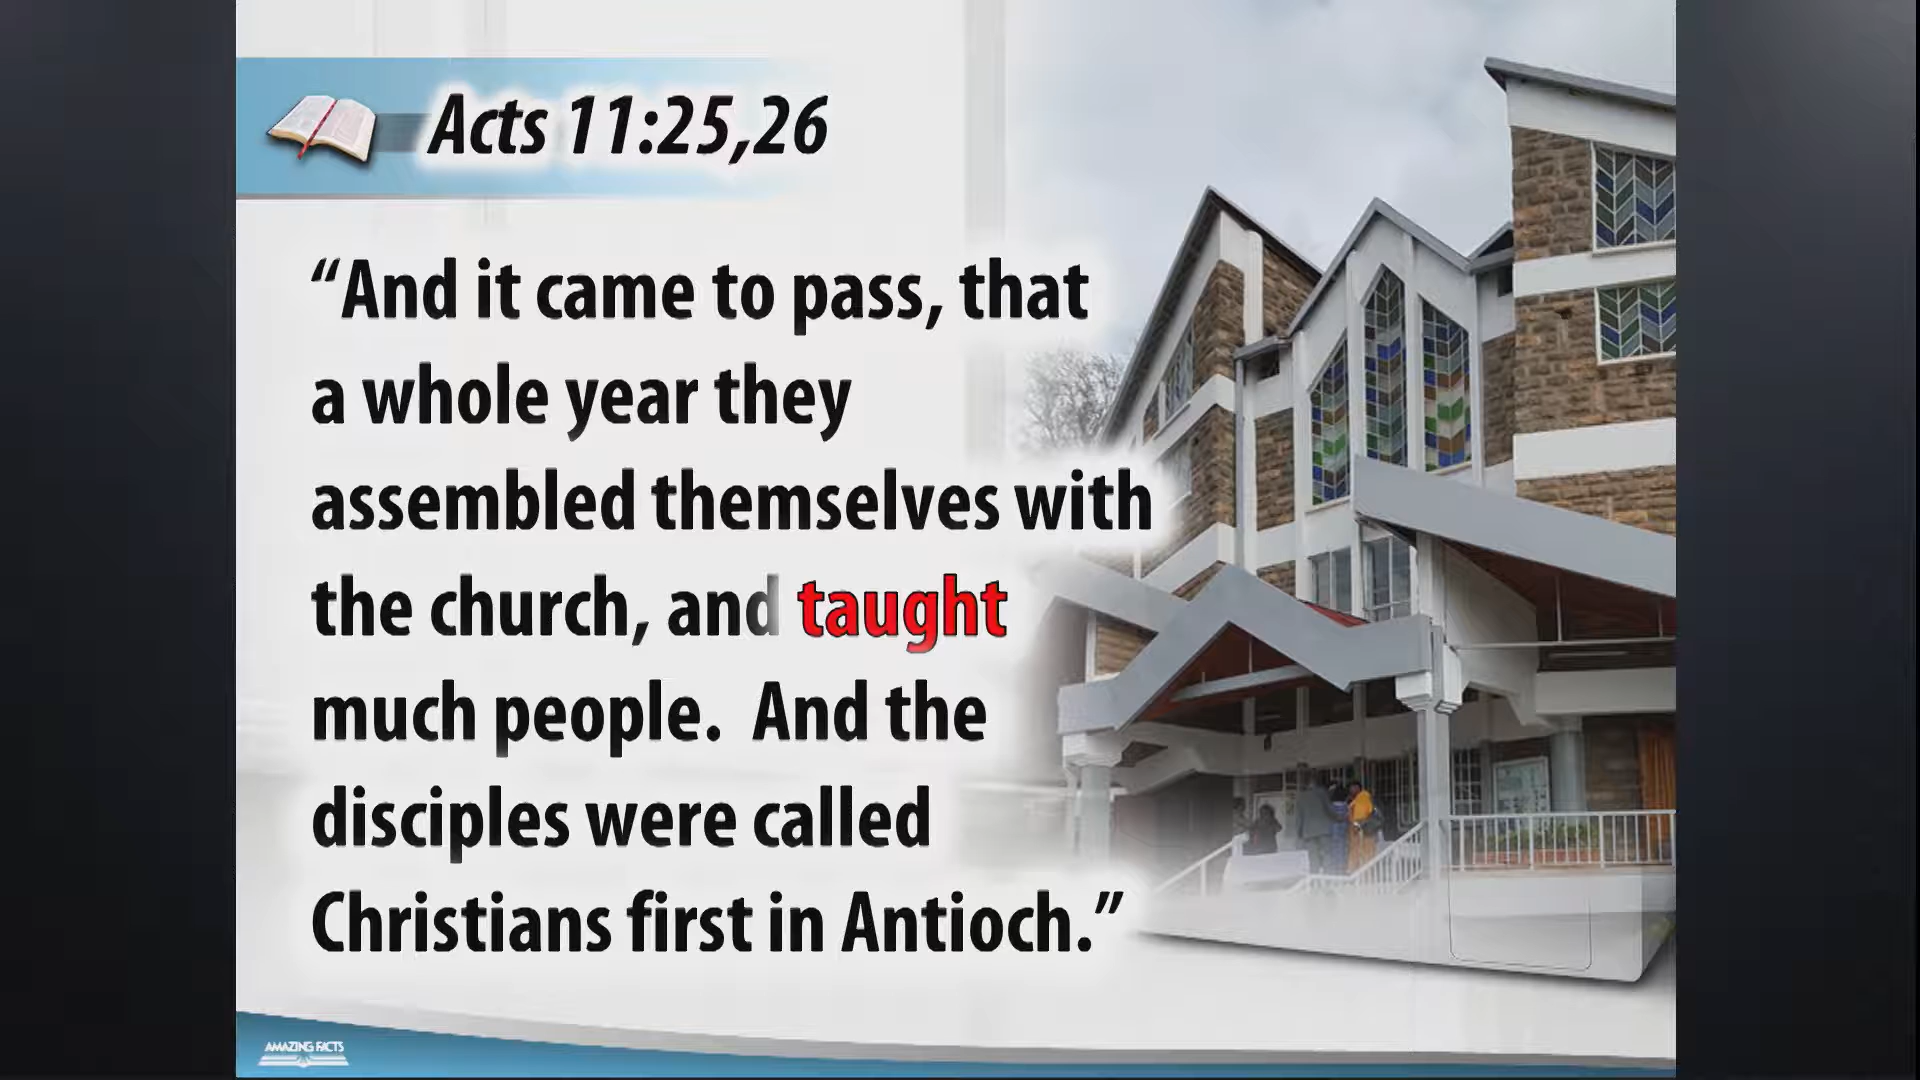 Acts 11:25,26
“And it came to pass, that
a whole year they
assembled themselves with
the church, and taught
much people.  And the
disciples were called
Christians first in Antioch.”
AMAZING FACTS